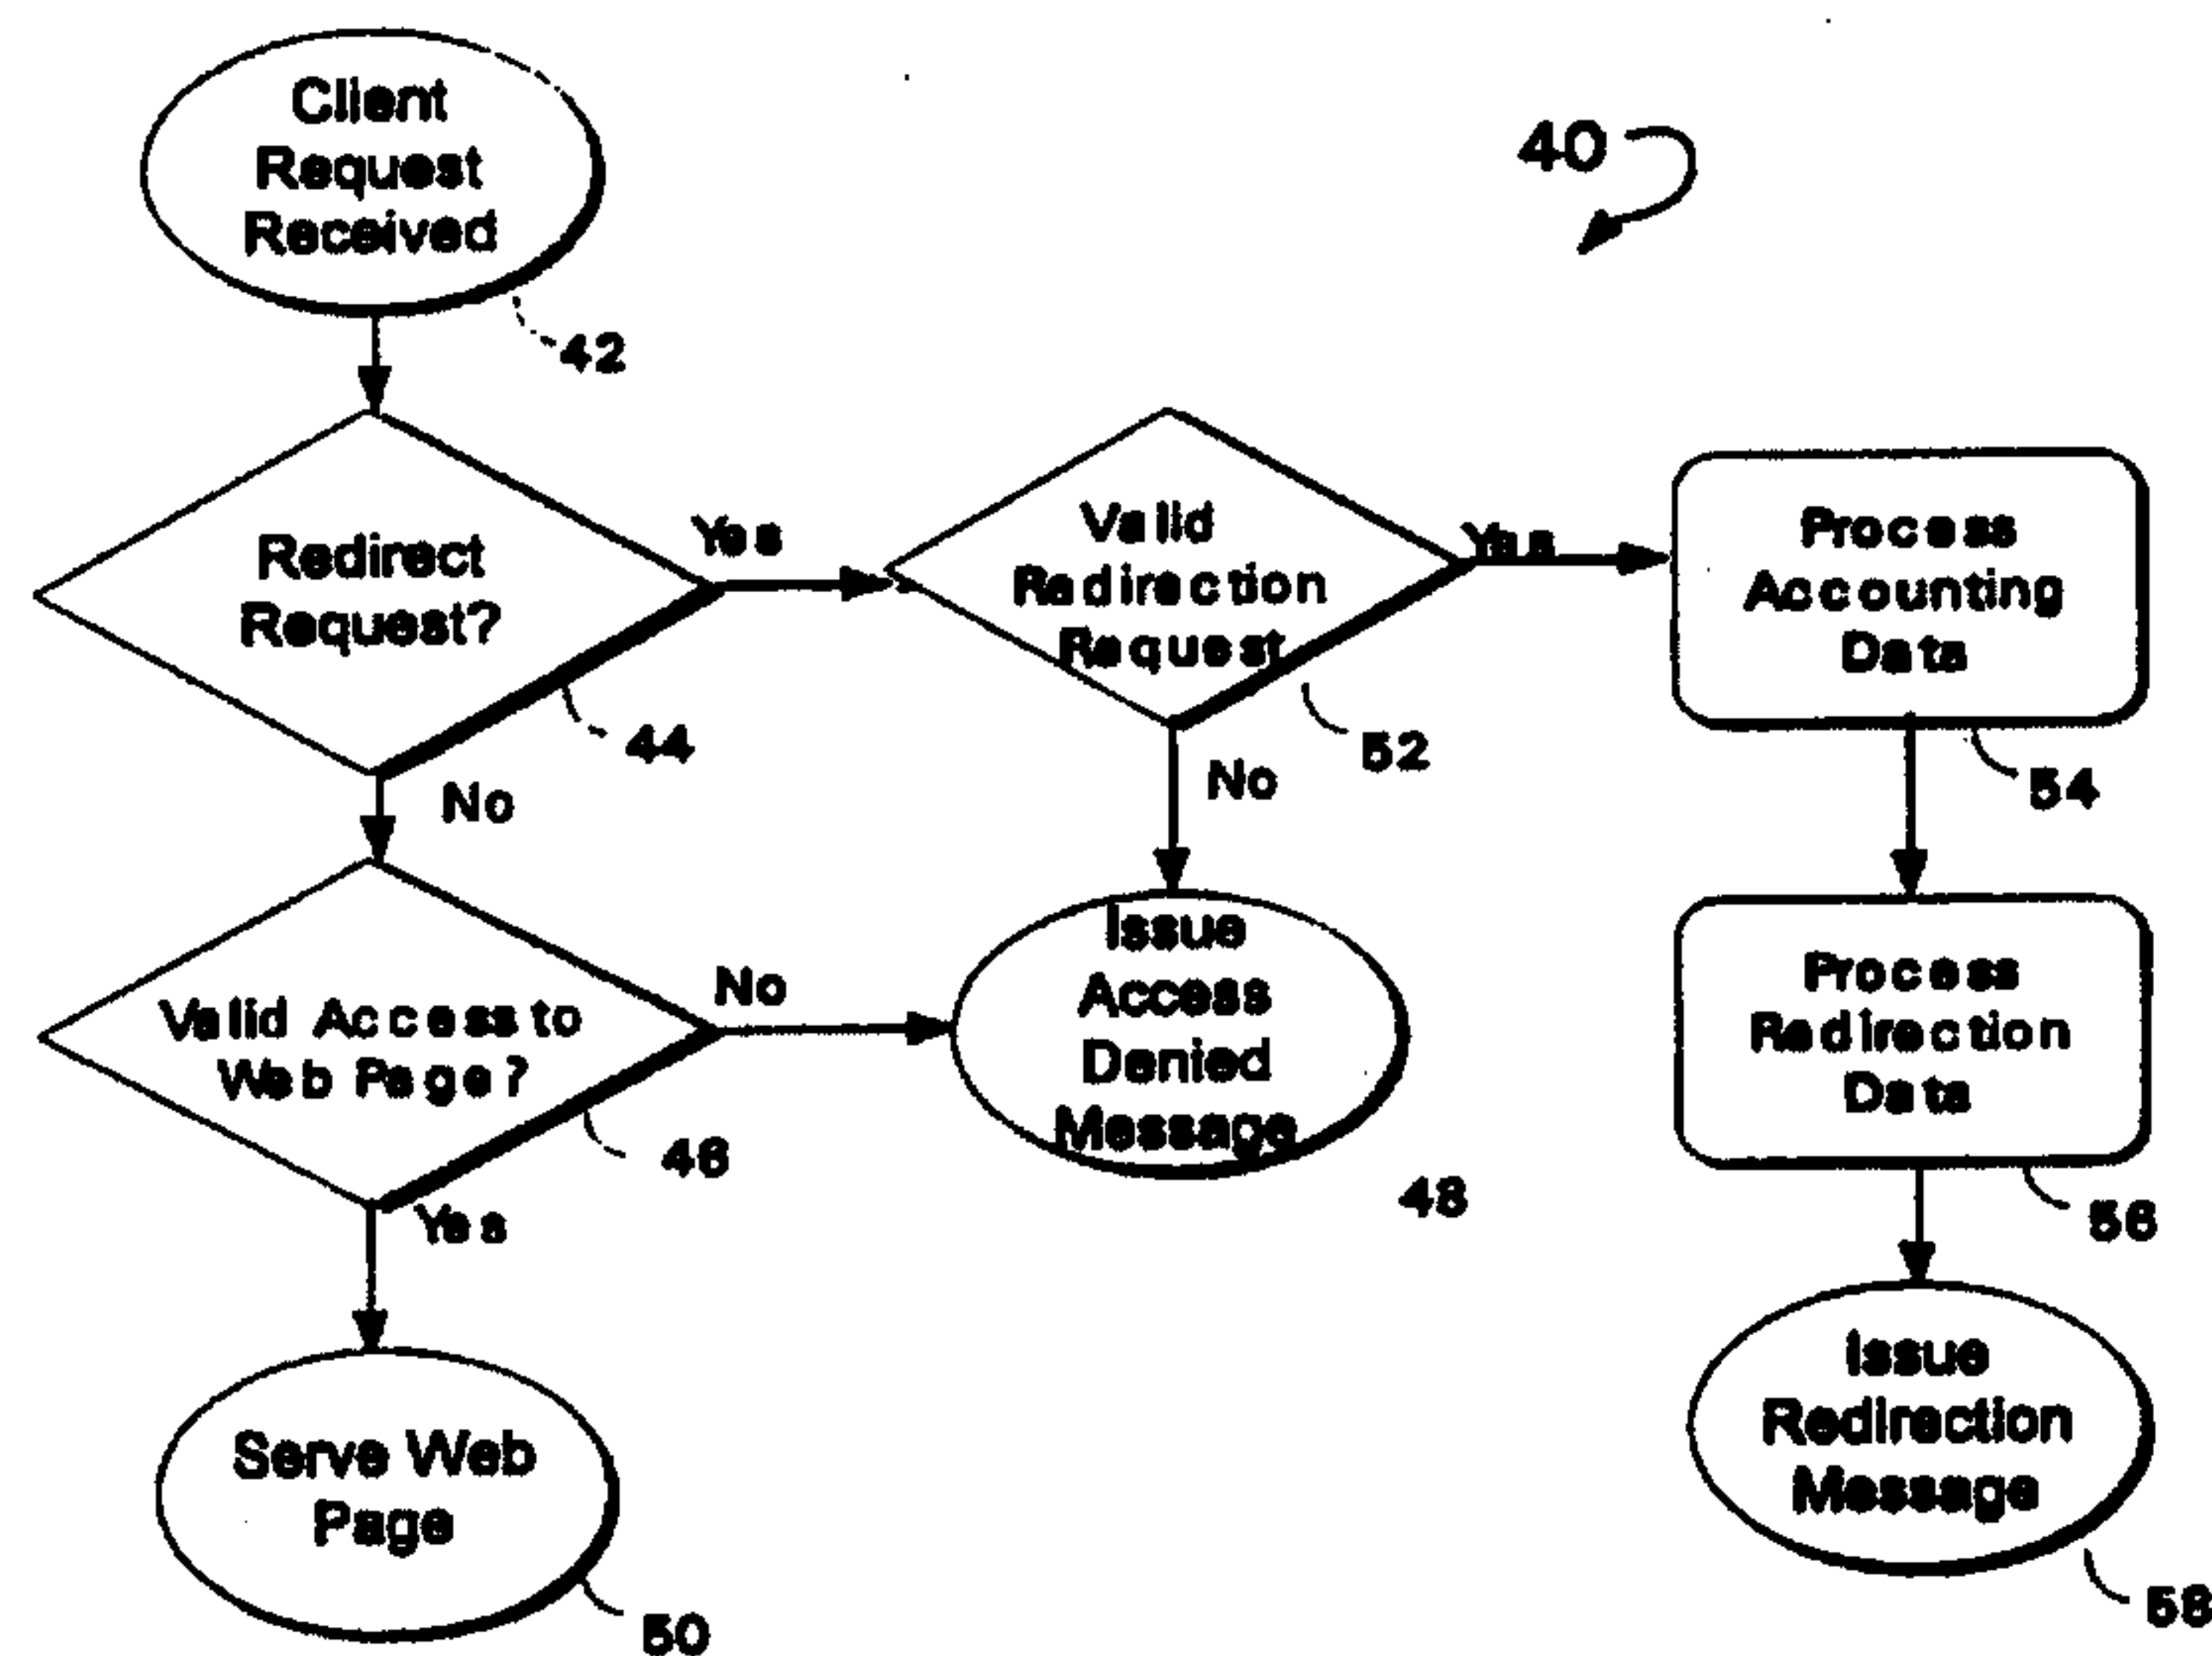 Client
Request
Received
40
42
Redirect
Request?
Yes
44
No
Valid
Redirection
Request
Yes
52
No
Process
Accounting
Data
54
Valid Access to
Web Page?
No
46
Yes
Issue
Access
Denied
Message
48
Process
Redirection
Data
56
Serve Web
Page
50
Issue
Redirection
Message
58